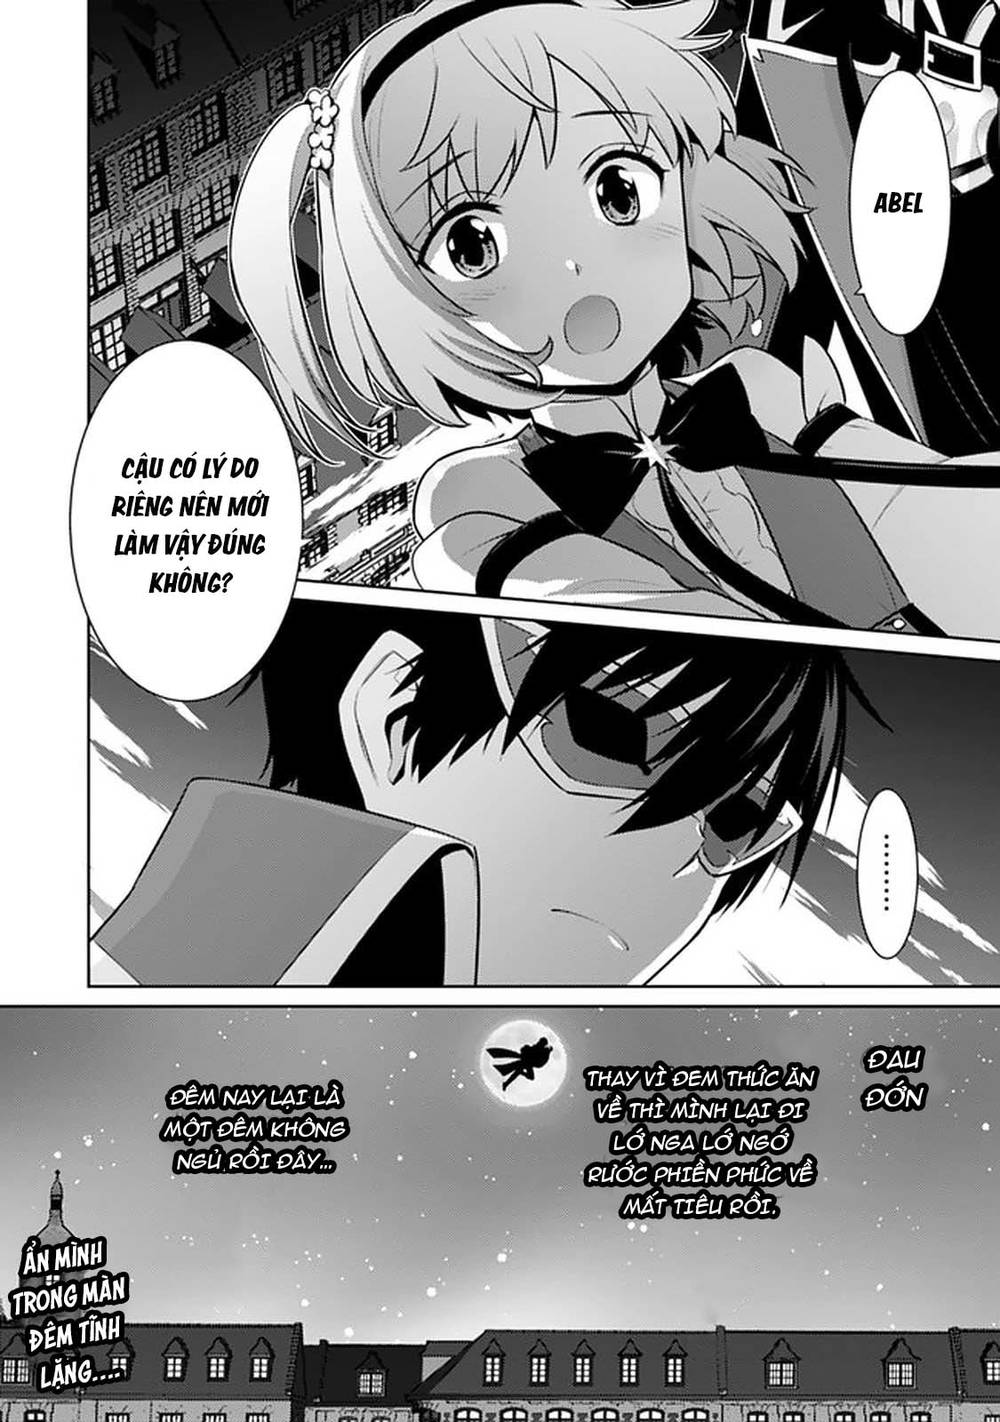 ABEL
CẬU CÓ LÝ DO
RIÊNG NÊN MỚI
LÀM VẬY ĐÚNG
KHÔNG?
.........
ĐAU
ĐỚN
THAY VÌ ĐEM THỨC ĂN
VỀ THÌ MÌNH LẠI ĐI
LỚ NGA LỚ NGỚ
RƯỚC PHIỀN PHỨC VỀ
MẤT TIÊU RỒI.
ĐÊM NAY LẠI LÀ
MỘT ĐÊM KHÔNG
NGỦ RỒI ĐÂY...
ẨN MÌNH
TRONG MÀN
ĐÊM TĨNH
LẶNG....